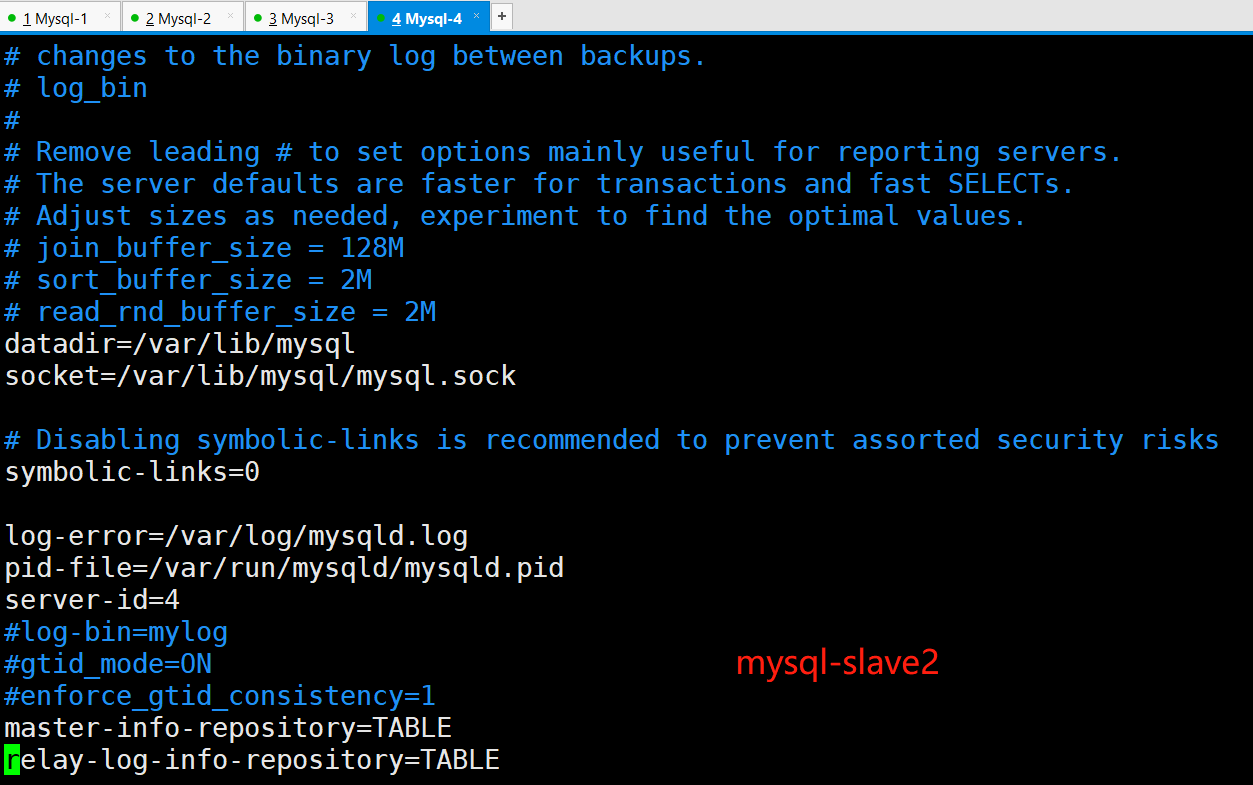 1 Mysql-1 × 2 Mysql-2 × 3 Mysql-3 × 4 Mysql-4 × +
# changes to the binary log between backups.
# log_bin
#
# Remove leading # to set options mainly useful for reporting servers.
# The server defaults are faster for transactions and fast SELECTs.
# Adjust sizes as needed, experiment to find the optimal values.
# join_buffer_size = 128M
# sort_buffer_size = 2M
# read_rnd_buffer_size = 2M
datadir=/var/lib/mysql
socket=/var/lib/mysql/mysql.sock
# Disabling symbolic-links is recommended to prevent assorted security risks
symbolic-links=0
log-error=/var/log/mysqld.log
pid-file=/var/run/mysqld/mysqld.pid
server-id=4
#log-bin=mylog
#gtid_mode=ON
mysql-slave2
#enforce_gtid_consistency=1
master-info-repository=TABLE
relay-log-info-repository=TABLE